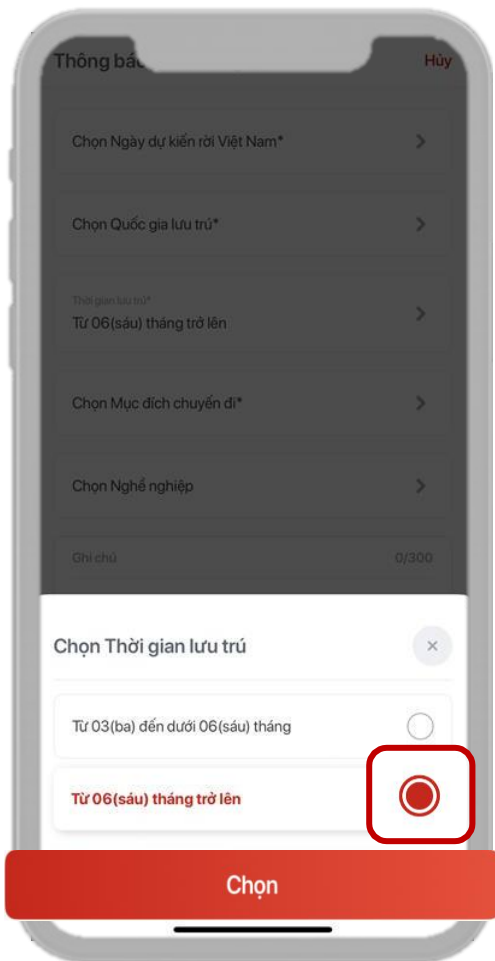 Thông báo
Hủy
Chọn Ngày dự kiến rời Việt Nam*
Chọn Quốc gia lưu trú*
Thời gian lưu trú*
Từ 06(sáu) tháng trở lên
Chọn Mục đích chuyến đi*
Chọn Nghề nghiệp
Ghi chú
0/300
Chọn Thời gian lưu trú
Từ 03(ba) đến dưới 06(sáu) tháng
Từ 06(sáu) tháng trở lên
Chọn